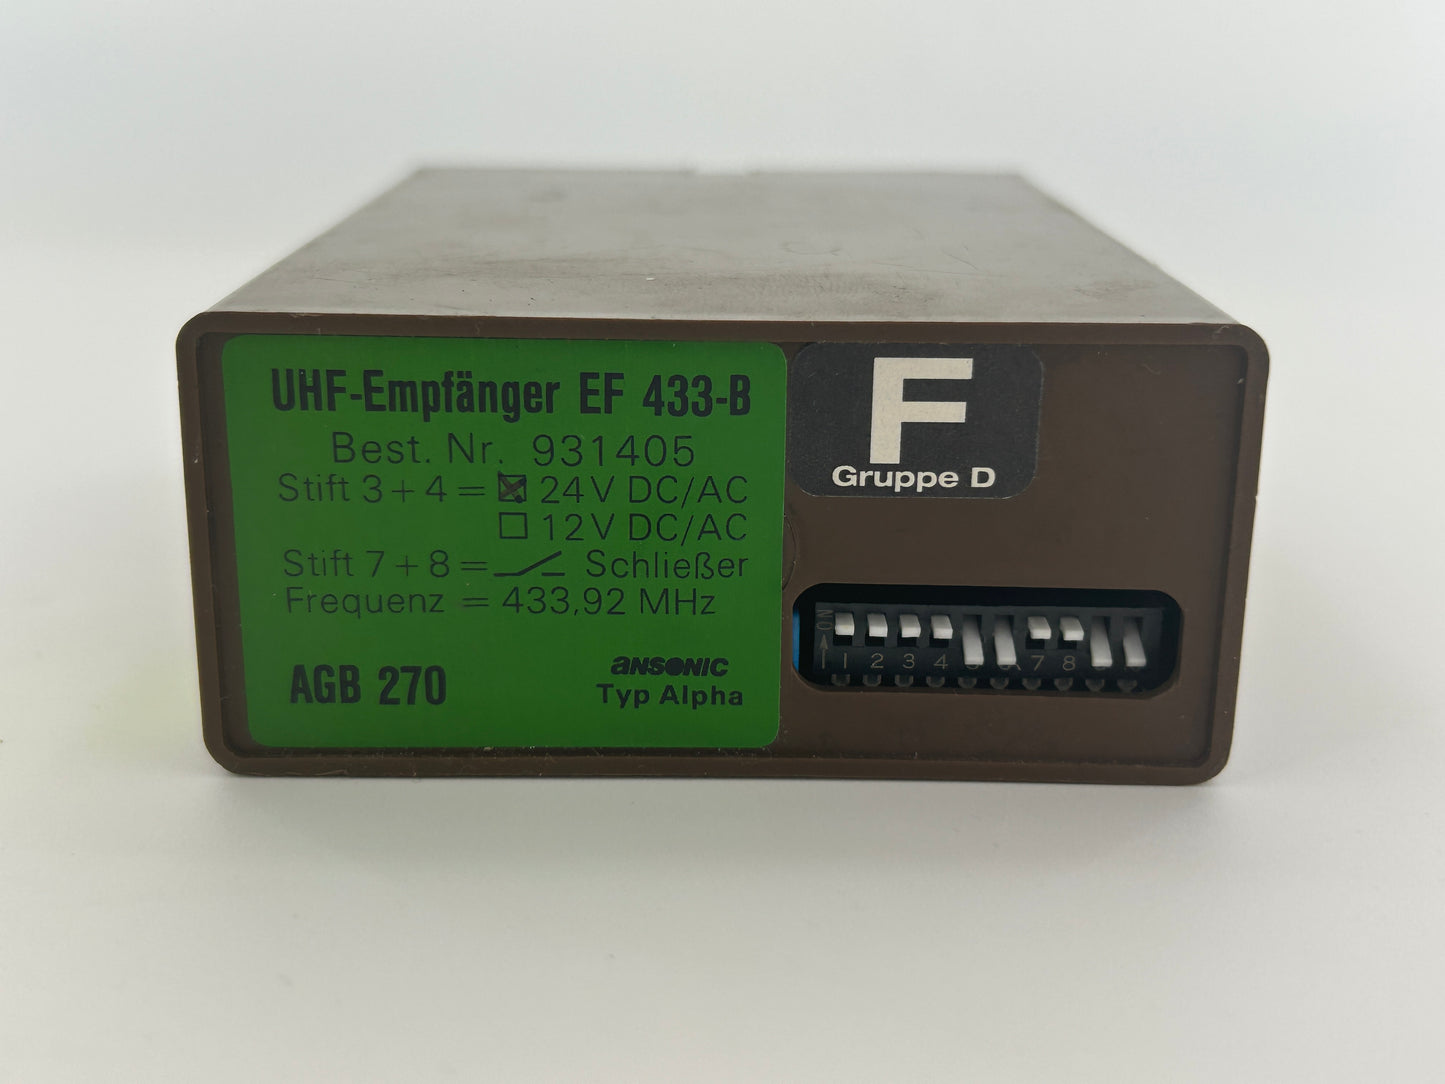 UHF-Empfänger EF 433-B
Best. Nr. 931405
Stift 3 + 4 = ☒ 24V DC/AC
☐ 12V DC/AC
Stift 7 + 8 = Schließer
Frequenz = 433,92 MHz
AGB 270
ANSONIC
Typ Alpha
F
Gruppe D
ON
1 2 3 4 7 8